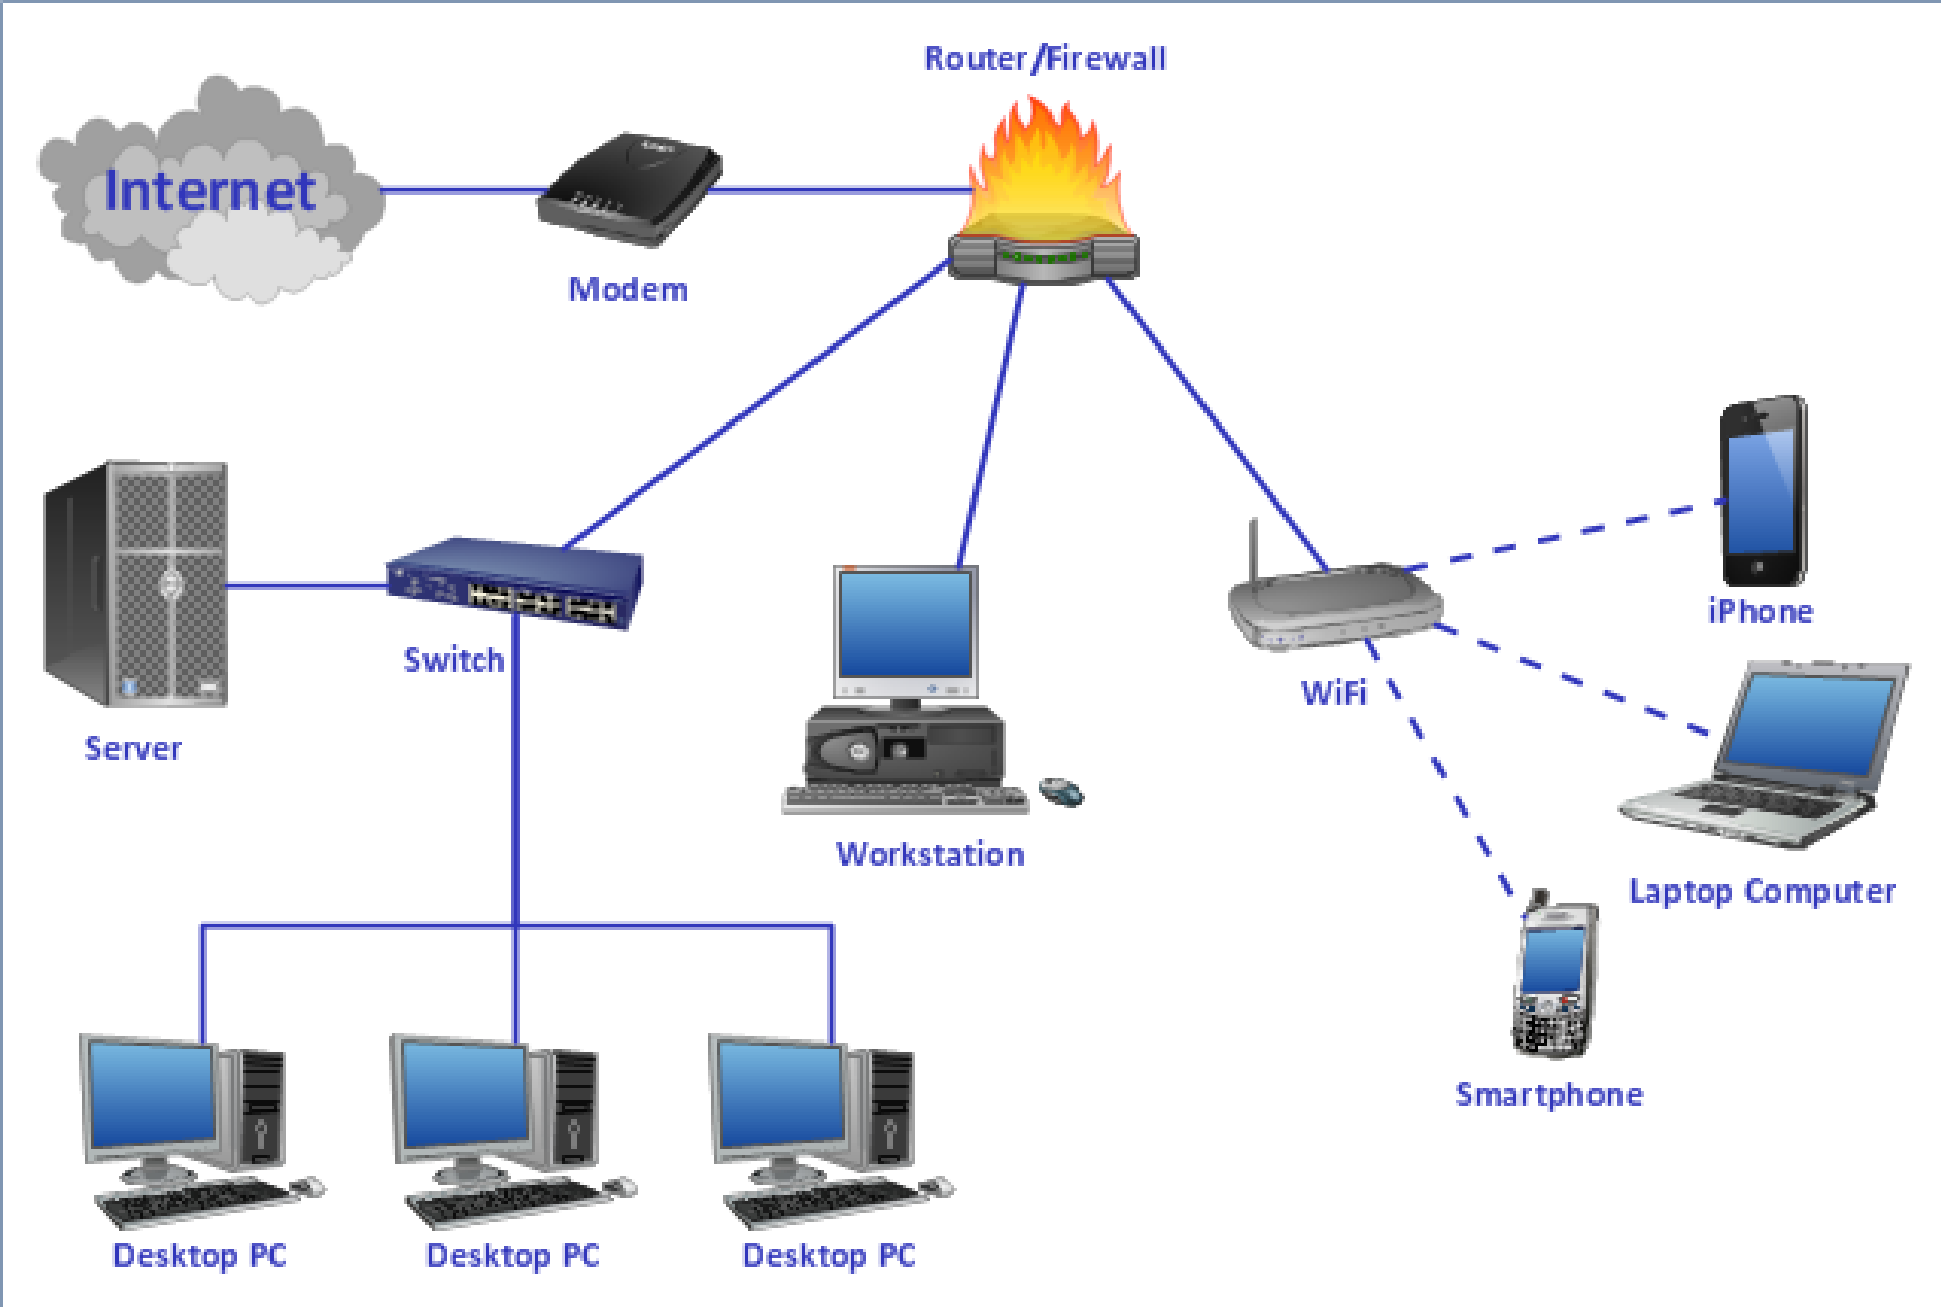 Router/Firewall
Internet
Modem
iPhone
Switch
WiFi
Server
Workstation
Laptop Computer
Smartphone
Desktop PC
Desktop PC
Desktop PC